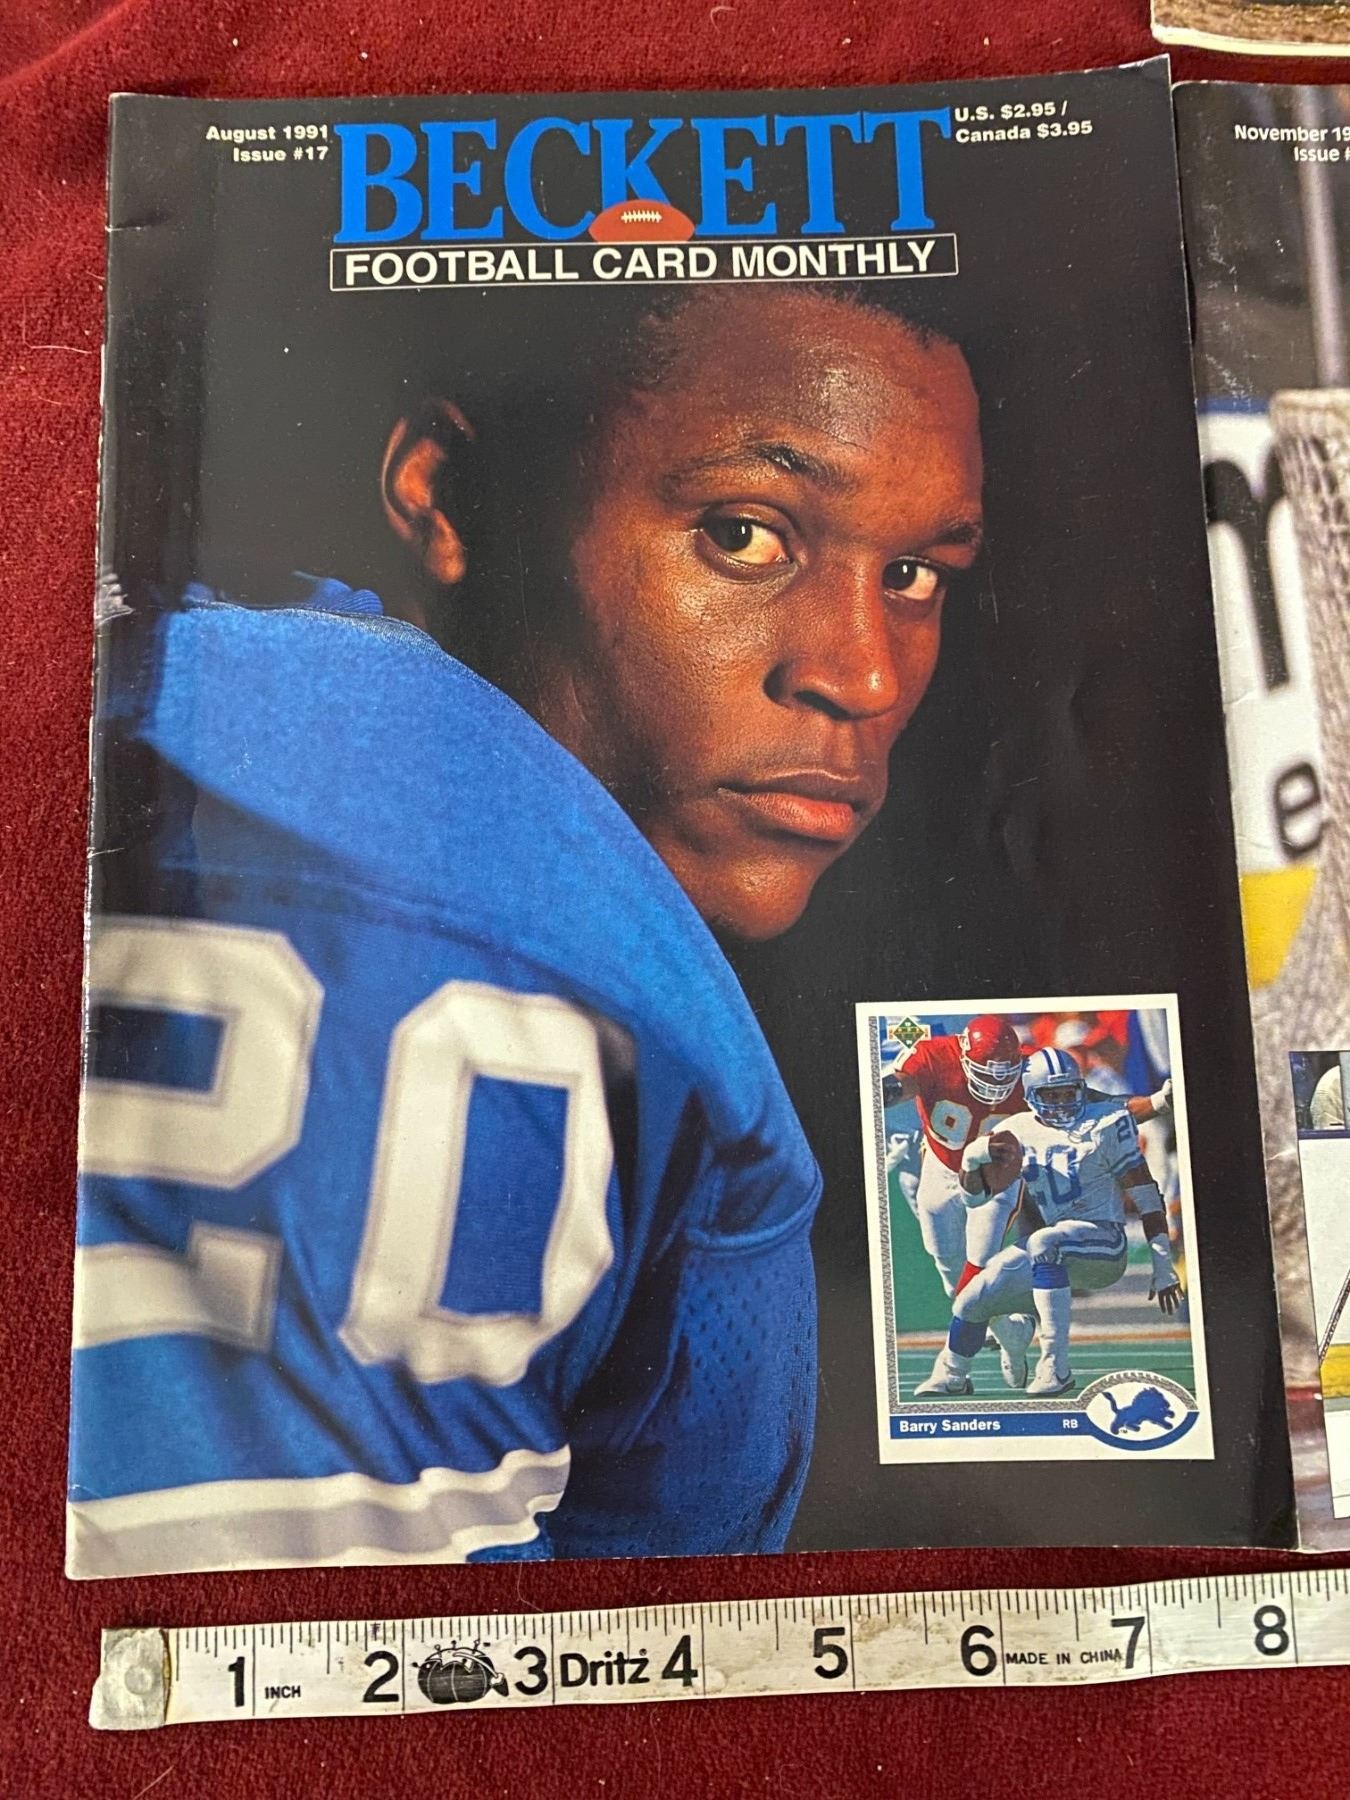 August 1991
Issue #17
BECKETT
FOOTBALL CARD MONTHLY
U.S. $2.95 /
Canada $3.95
November 19
Issue #
m
e
20
20
Barry Sanders RB
1 INCH 2 3 Dritz 4 5 6 MADE IN CHINA 7 8